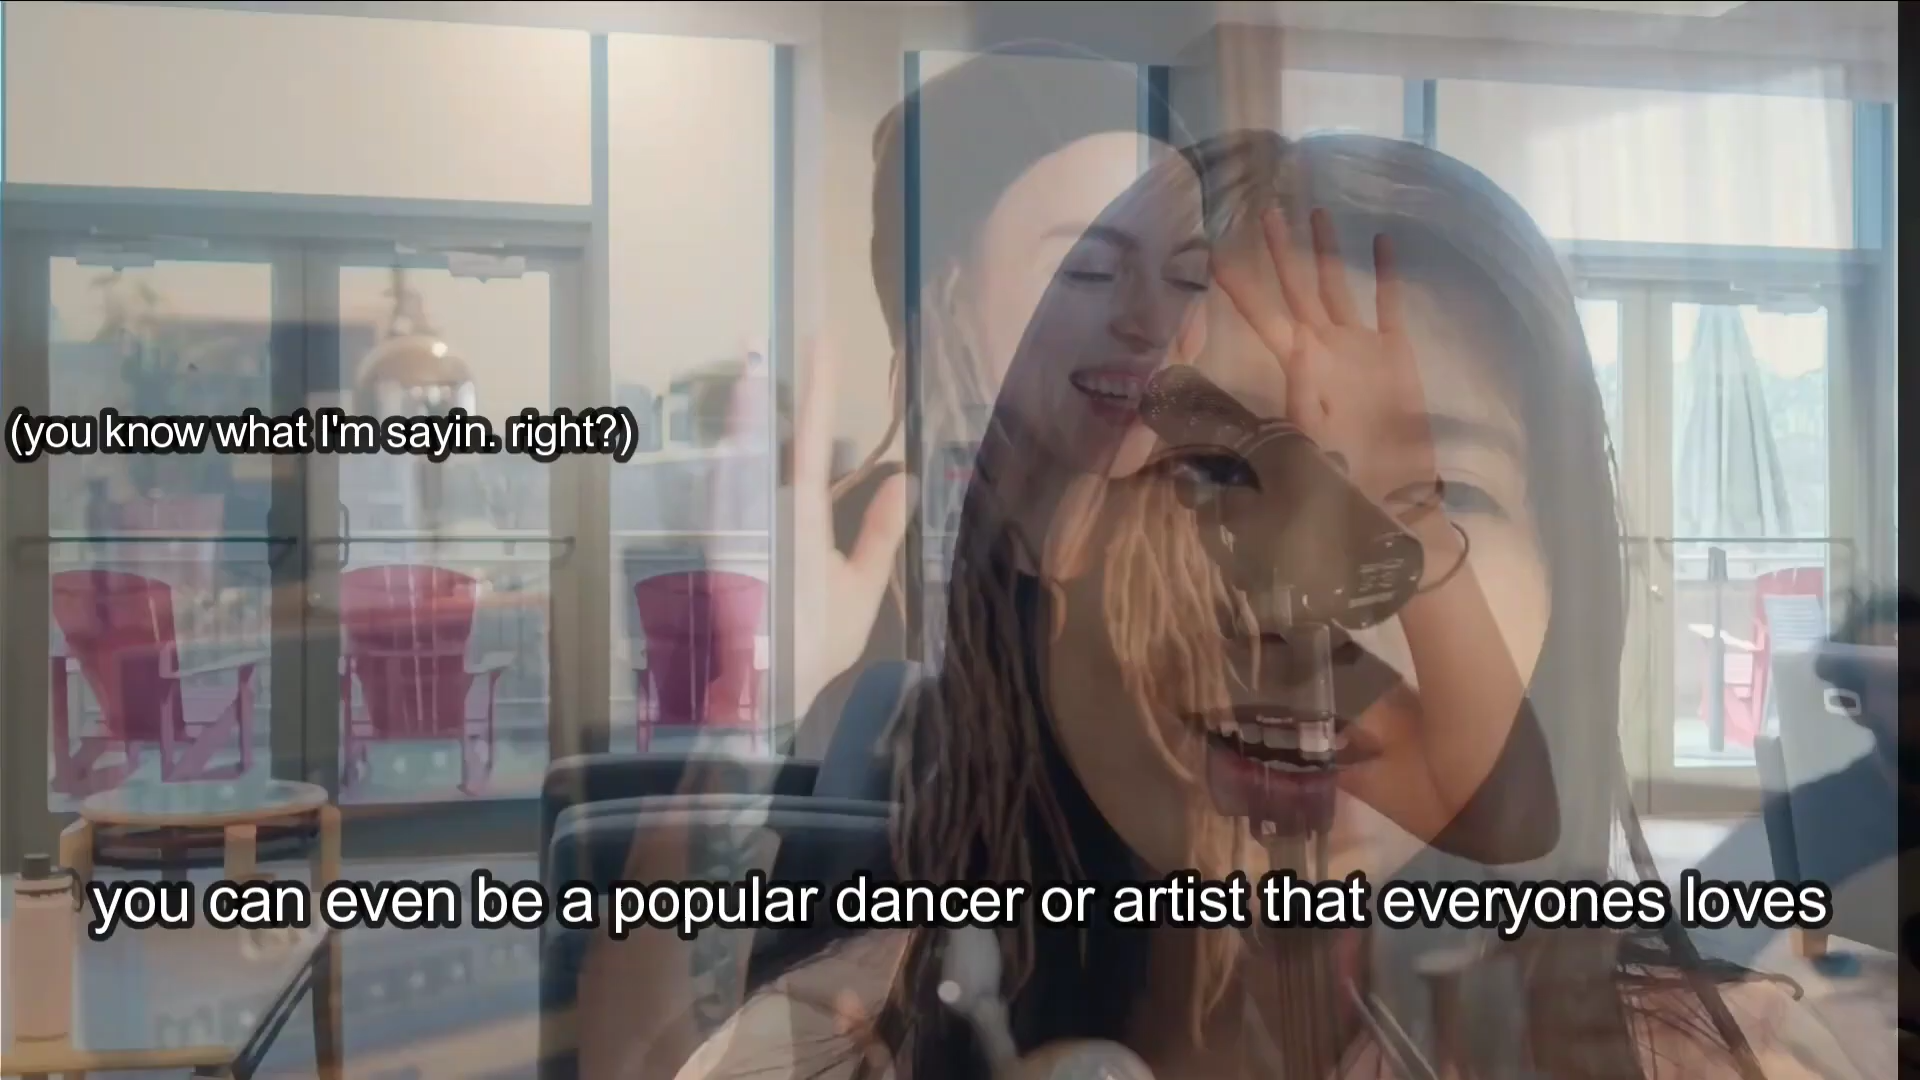 (you know what I'm sayin. right?)
you can even be a popular dancer or artist that everyones loves